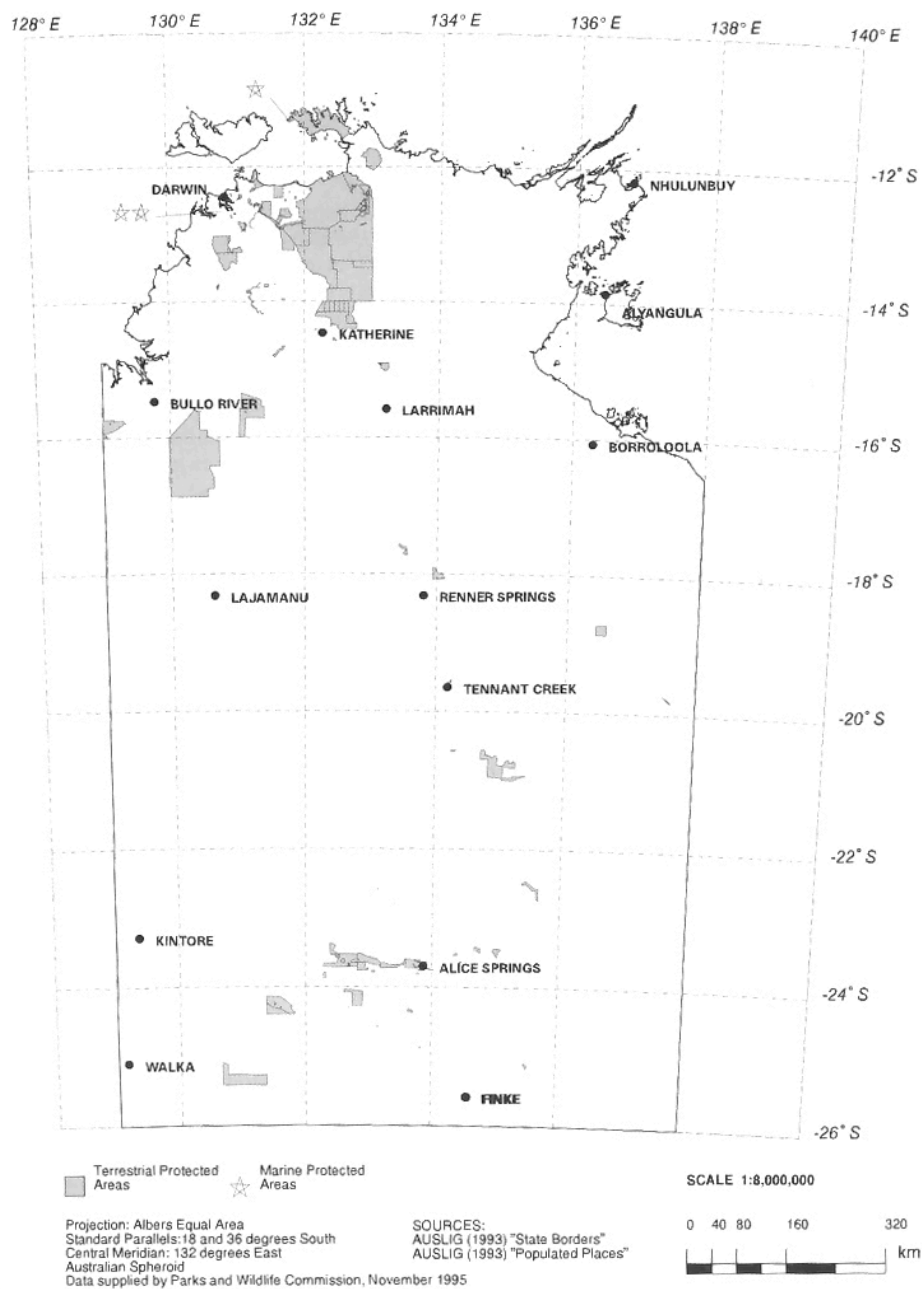 128° E 130° E 132° E 134° E 136° E 138° E 140° E
DARWIN
NHULUNBUY
-12° S
ALYANGULA
-14° S
KATHERINE
BULLO RIVER
LARRIMAH
BORROLOOLA
-16° S
-18° S
LAJAMANU
RENNER SPRINGS
TENNANT CREEK
-20° S
-22° S
KINTORE
ALICE SPRINGS
-24° S
WALKA
FINKE
-26° S
Terrestrial Protected
Areas
Marine Protected
Areas
SCALE 1:8,000,000
0 40 80 160 320
km
Projection: Albers Equal Area
Standard Parallels:18 and 36 degrees South
Central Meridian: 132 degrees East
Australian Spheroid
Data supplied by Parks and Wildlife Commission, November 1995
SOURCES:
AUSLIG (1993) "State Borders"
AUSLIG (1993) "Populated Places"